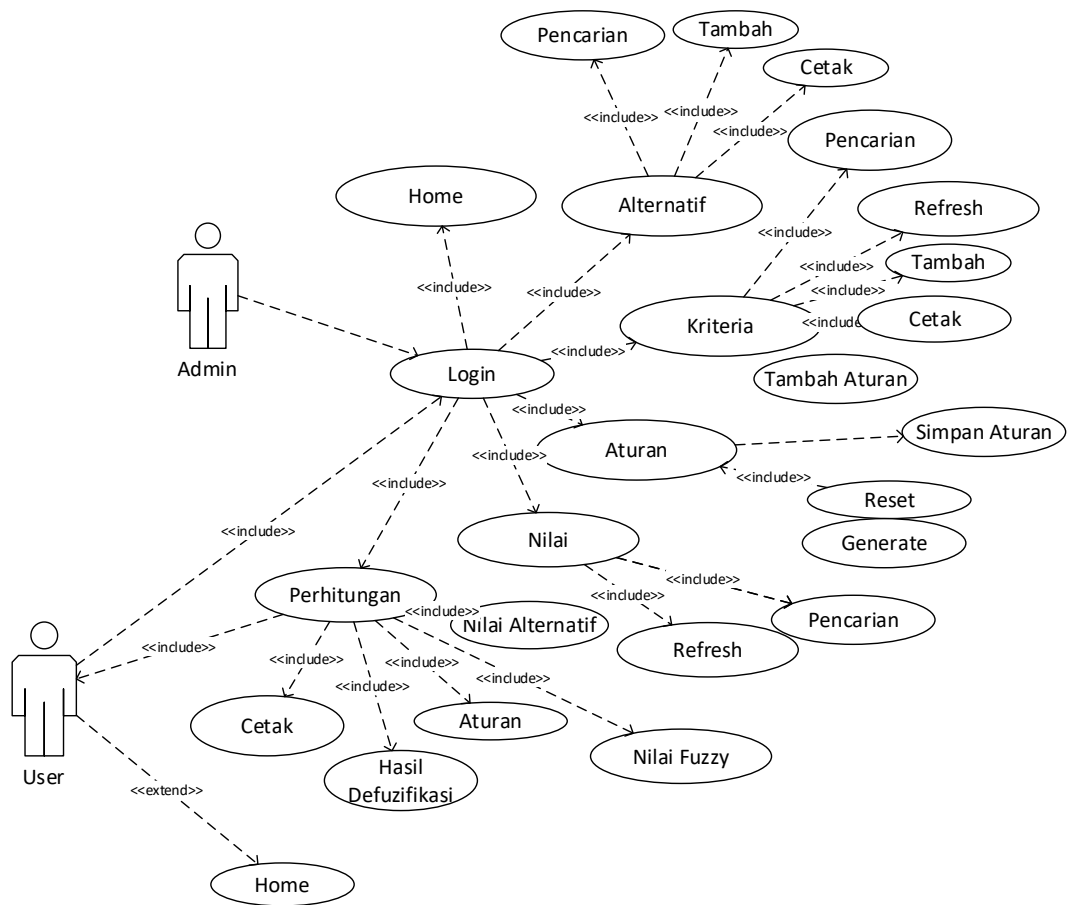 Pencarian
Tambah
Cetak
<<include>>
<<include>>
<<include>>
Pencarian
Home
Alternatif
<<include>>
Refresh
Tambah
<<include>>
<<include>>
<<include>>
<<include>>
Kriteria
<<include>>
Cetak
<<include>>
Admin
Login
Tambah Aturan
<<include>>
Simpan Aturan
Aturan
<<include>>
<<include>>
<<include>>
Reset
<<include>>
Nilai
Generate
<<include>>
Perhitungan
<<include>>
<<include>>
Nilai Alternatif
Pencarian
<<include>>
Refresh
<<include>>
<<include>>
<<include>>
<<include>>
Cetak
Aturan
Nilai Fuzzy
Hasil
Defuzifikasi
User
<<extend>>
Home